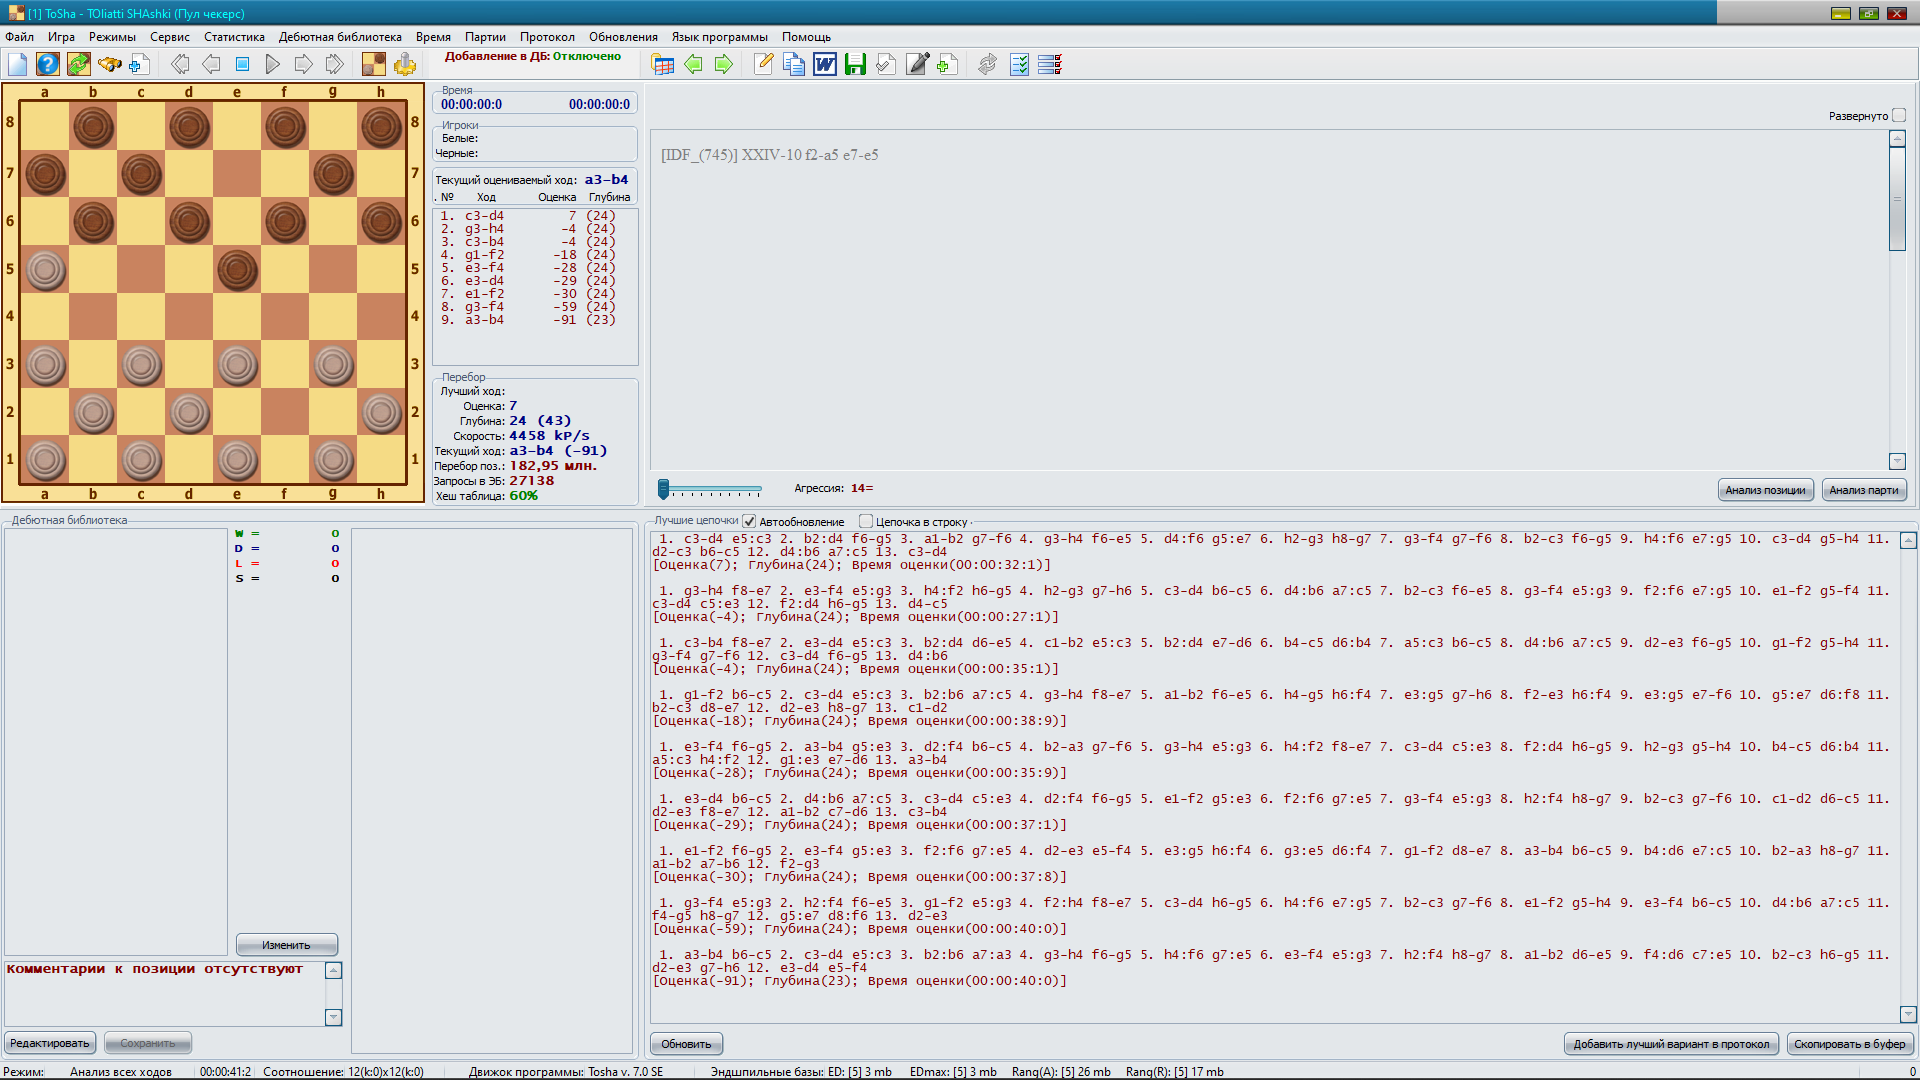 [1] ToSha - TOliatti SHAshki (Пул чекерс)
Файл Игра Режимы Сервис Статистика Дебютная библиотека Время Партии Протокол Обновления Язык программы Помощь
Добавление в ДБ: Отключено
a b c d e f g h
8 8
7 7
6 6
5 5
4 4
3 3
2 2
1 1
a b c d e f g h
Время
00:00:00:0 00:00:00:0
Игроки
Белые:
Черные:
Текущий оцениваемый ход: a3-b4
. № Ход Оценка Глубина
1. c3-d4 7 (24)
2. g3-h4 -4 (24)
3. c3-b4 -4 (24)
4. g1-f2 -18 (24)
5. e3-f4 -28 (24)
6. e3-d4 -29 (24)
7. e1-f2 -30 (24)
8. g3-f4 -59 (24)
9. a3-b4 -91 (23)
Перебор
Лучший ход:
Оценка: 7
Глубина: 24 (43)
Скорость: 4458 kP/s
Текущий ход: a3-b4 (-91)
Перебор поз.: 182,95 млн.
Запросы в ЭБ: 27138
Хеш таблица: 60%
Развернуто
[IDF_(745)] XXIV-10 f2-a5 e7-e5
Агрессия: 14=
Анализ позиции Анализ парти
Дебютная библиотека
W = 0
D = 0
L = 0
S = 0
Изменить
Комментарии к позиции отсутствуют
Редактировать Сохранить
Лучшие цепочки Автообновление Цепочка в строку
1. c3-d4 e5:c3 2. b2:d4 f6-g5 3. a1-b2 g7-f6 4. g3-h4 f6-e5 5. d4:f6 g5:e7 6. h2-g3 h8-g7 7. g3-f4 g7-f6 8. b2-c3 f6-g5 9. h4:f6 e7:g5 10. c3-d4 g5-h4 11.
d2-c3 b6-c5 12. d4:b6 a7:c5 13. c3-d4
[Оценка(7); Глубина(24); Время оценки(00:00:32:1)]
1. g3-h4 f8-e7 2. e3-f4 e5:g3 3. h4:f2 h6-g5 4. h2-g3 g7-h6 5. c3-d4 b6-c5 6. d4:b6 a7:c5 7. b2-c3 f6-e5 8. g3-f4 e5:g3 9. f2:f6 e7:g5 10. e1-f2 g5-f4 11.
c3-d4 c5:e3 12. f2:d4 h6-g5 13. d4-c5
[Оценка(-4); Глубина(24); Время оценки(00:00:27:1)]
1. c3-b4 f8-e7 2. e3-d4 e5:c3 3. b2:d4 d6-e5 4. c1-b2 e5:c3 5. b2:d4 e7-d6 6. b4-c5 d6:b4 7. a5:c3 b6-c5 8. d4:b6 a7:c5 9. d2-e3 f6-g5 10. g1-f2 g5-h4 11.
g3-f4 g7-f6 12. c3-d4 f6-g5 13. d4:b6
[Оценка(-4); Глубина(24); Время оценки(00:00:35:1)]
1. g1-f2 b6-c5 2. c3-d4 e5:c3 3. b2:b6 a7:c5 4. g3-h4 f8-e7 5. a1-b2 f6-e5 6. h4-g5 h6:f4 7. e3:g5 g7-h6 8. f2-e3 h6:f4 9. e3:g5 e7-f6 10. g5:e7 d6:f8 11.
b2-c3 d8-e7 12. d2-e3 h8-g7 13. c1-d2
[Оценка(-18); Глубина(24); Время оценки(00:00:38:9)]
1. e3-f4 f6-g5 2. a3-b4 g5:e3 3. d2:f4 b6-c5 4. b2-a3 g7-f6 5. g3-h4 e5:g3 6. h4:f2 f8-e7 7. c3-d4 c5:e3 8. f2:d4 h6-g5 9. h2-g3 g5-h4 10. b4-c5 d6:b4 11.
a5:c3 h4:f2 12. g1:e3 e7-d6 13. a3-b4
[Оценка(-28); Глубина(24); Время оценки(00:00:35:9)]
1. e3-d4 b6-c5 2. d4:b6 a7:c5 3. c3-d4 c5:e3 4. d2:f4 f6-g5 5. e1-f2 g5:e3 6. f2:f6 g7:e5 7. g3-f4 e5:g3 8. h2:f4 h8-g7 9. b2-c3 g7-f6 10. c1-d2 d6-c5 11.
d2-e3 f8-e7 12. a1-b2 c7-d6 13. c3-b4
[Оценка(-29); Глубина(24); Время оценки(00:00:37:1)]
1. e1-f2 f6-g5 2. e3-f4 g5:e3 3. f2:f6 g7:e5 4. d2-e3 e5-f4 5. e3:g5 h6:f4 6. g3:e5 d6:f4 7. g1-f2 d8-e7 8. a3-b4 b6-c5 9. b4:d6 e7:c5 10. b2-a3 h8-g7 11.
a1-b2 a7-b6 12. f2-g3
[Оценка(-30); Глубина(24); Время оценки(00:00:37:8)]
1. g3-f4 e5:g3 2. h2:f4 f6-e5 3. g1-f2 e5:g3 4. f2:h4 f8-e7 5. c3-d4 h6-g5 6. h4:f6 e7:g5 7. b2-c3 g7-f6 8. e1-f2 g5-h4 9. e3-f4 b6-c5 10. d4:b6 a7:c5 11.
f4-g5 h8-g7 12. g5:e7 d8:f6 13. d2-e3
[Оценка(-59); Глубина(24); Время оценки(00:00:40:0)]
1. a3-b4 b6-c5 2. c3-d4 e5:c3 3. b2:b6 a7:a3 4. g3-h4 f6-g5 5. h4:f6 g7:e5 6. e3-f4 e5:g3 7. h2:f4 h8-g7 8. a1-b2 d6-e5 9. f4:d6 c7:e5 10. b2-c3 h6-g5 11.
d2-e3 g7-h6 12. e3-d4 e5-f4
[Оценка(-91); Глубина(23); Время оценки(00:00:40:0)]
Обновить Добавить лучший вариант в протокол Скопировать в буфер
Режим: Анализ всех ходов 00:00:41:2 Соотношение: 12(k:0)x12(k:0) Движок программы: Tosha v. 7.0 SE Эндшпильные базы: ED: [5] 3 mb EDmax: [5] 3 mb Rang(A): [5] 26 mb Rang(R): [5] 17 mb 0